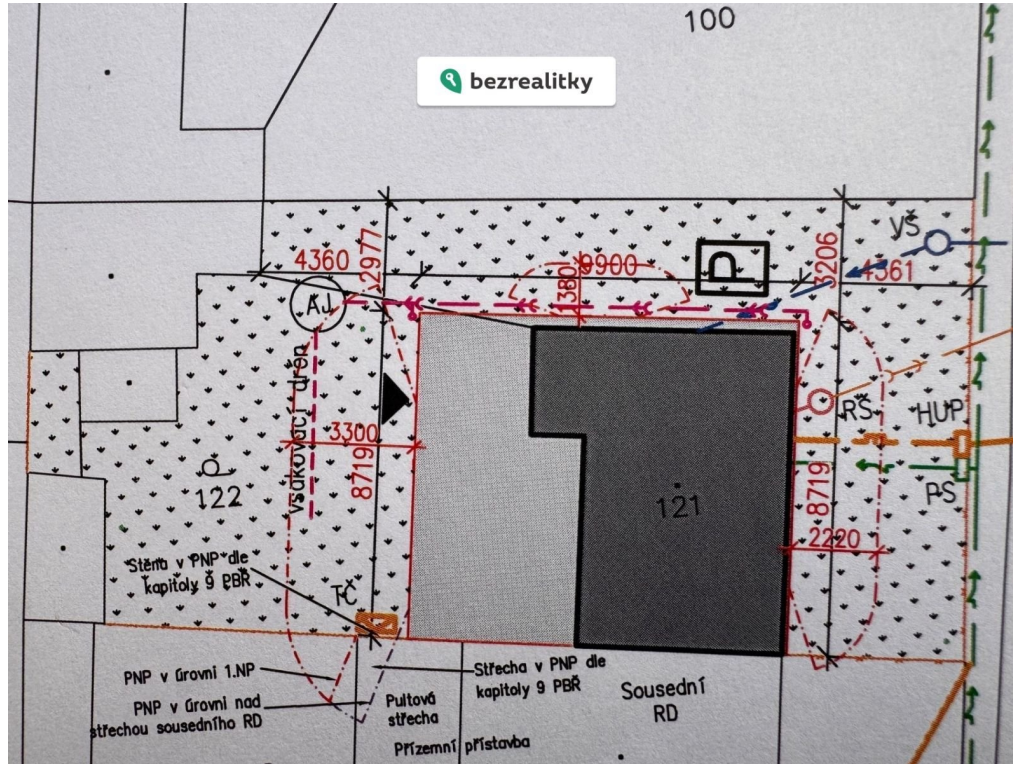 100
bezrealitky
VŠ
4360
2977
1380
9900
P
3206
4361
AJ
vsakovací drén
3300
8719
122
RŠ
HUP
PS
121
8719
2220
Stěna v PNP dle
kapitoly 9 PBŘ
TČ
PNP v úrovni 1.NP
PNP v úrovni nad
střechou sousedního RD
Střecha v PNP dle
kapitoly 9 PBŘ
Pultová
střecha
Přízemní přístavba
Sousední
RD